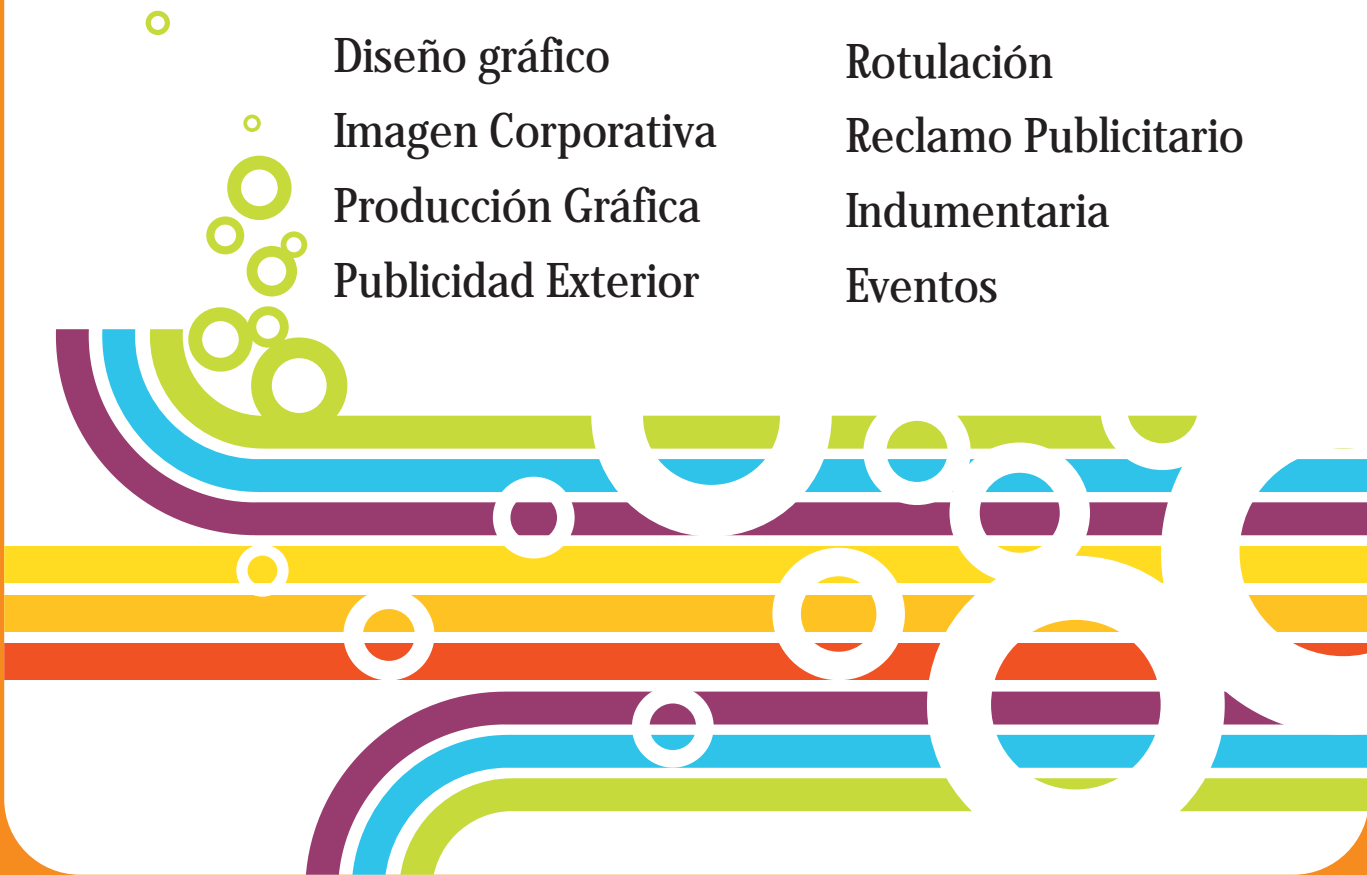 Diseño gráfico
Imagen Corporativa
Producción Gráfica
Publicidad Exterior
Rotulación
Reclamo Publicitario
Indumentaria
Eventos